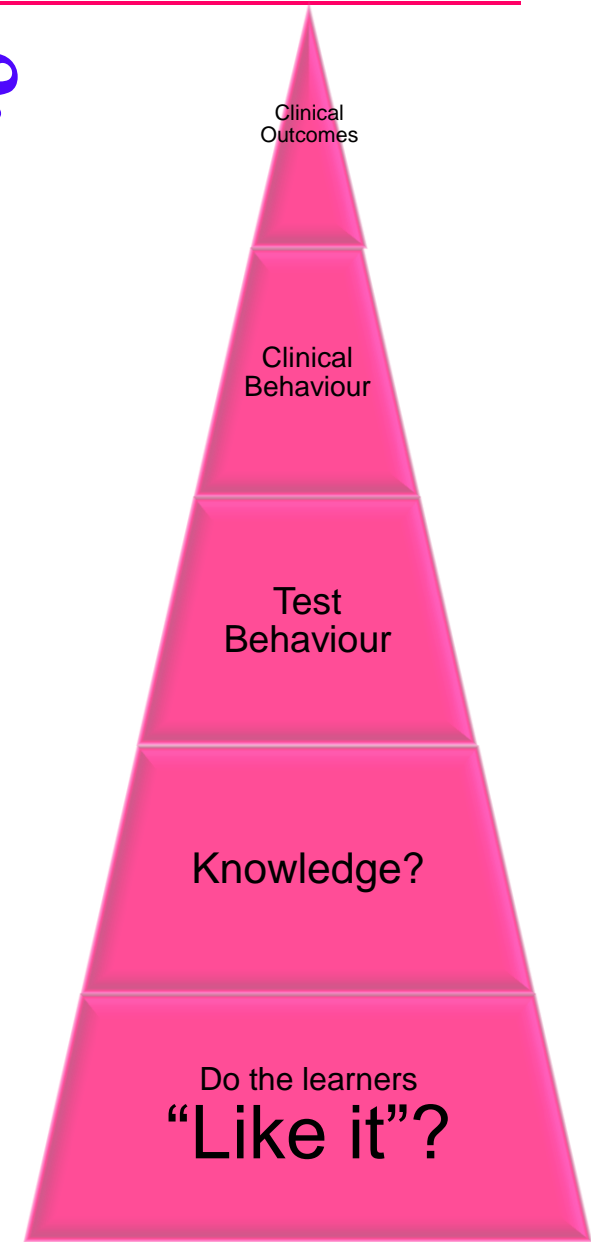 Clinical
Outcomes
Clinical
Behaviour
Test
Behaviour
Knowledge?
Do the learners
“Like it”?